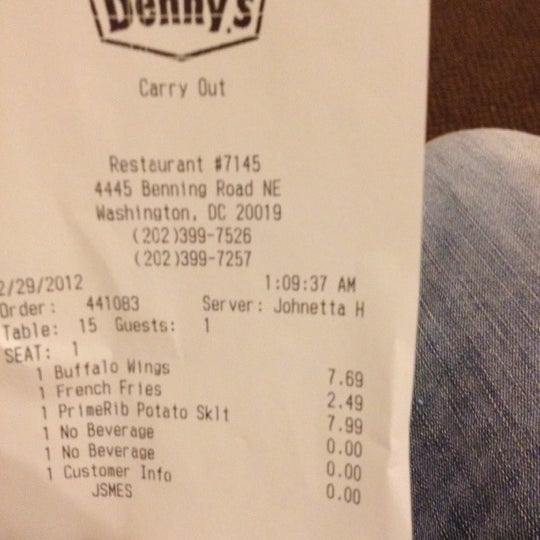 Denny's
Carry Out
Restaurant #7145
4445 Benning Road NE
Washington, DC 20019
(202)399-7526
(202)399-7257
2/29/2012 1:09:37 AM
Order: 441083 Server: Johnetta H
Table: 15 Guests: 1
SEAT: 1
1 Buffalo Wings 7.69
1 French Fries 2.49
1 PrimeRib Potato Sklt 7.99
1 No Beverage 0.00
1 No Beverage 0.00
1 Customer Info 0.00
JSMES